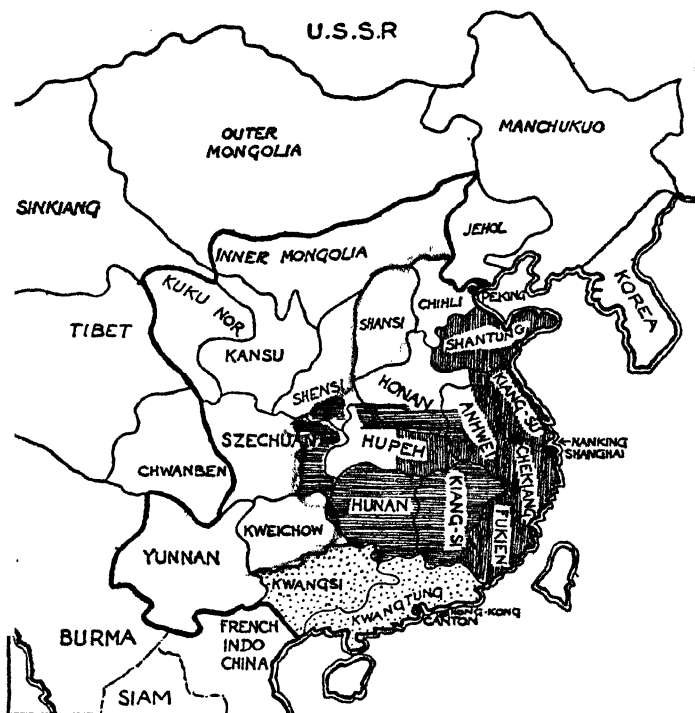 U.S.S.R
OUTER
MONGOLIA
MANCHUKUO
SINKIANG
JEHOL
INNER MONGOLIA
KUKU NOR
CHIHLI
PEKING
KOREA
TIBET
SHANSI
SHANTUNG
KANSU
SHENSI
HONAN
KIANG-SU
ANHWEI
SZECHUAN
HUPEH
NANKING
SHANGHAI
CHEKIANG
CHWANBEN
HUNAN
KIANG-SI
FUKIEN
KWEICHOW
YUNNAN
KWANGSI
KWANGTUNG
HONG-KONG
CANTON
BURMA
FRENCH
INDO
CHINA
SIAM